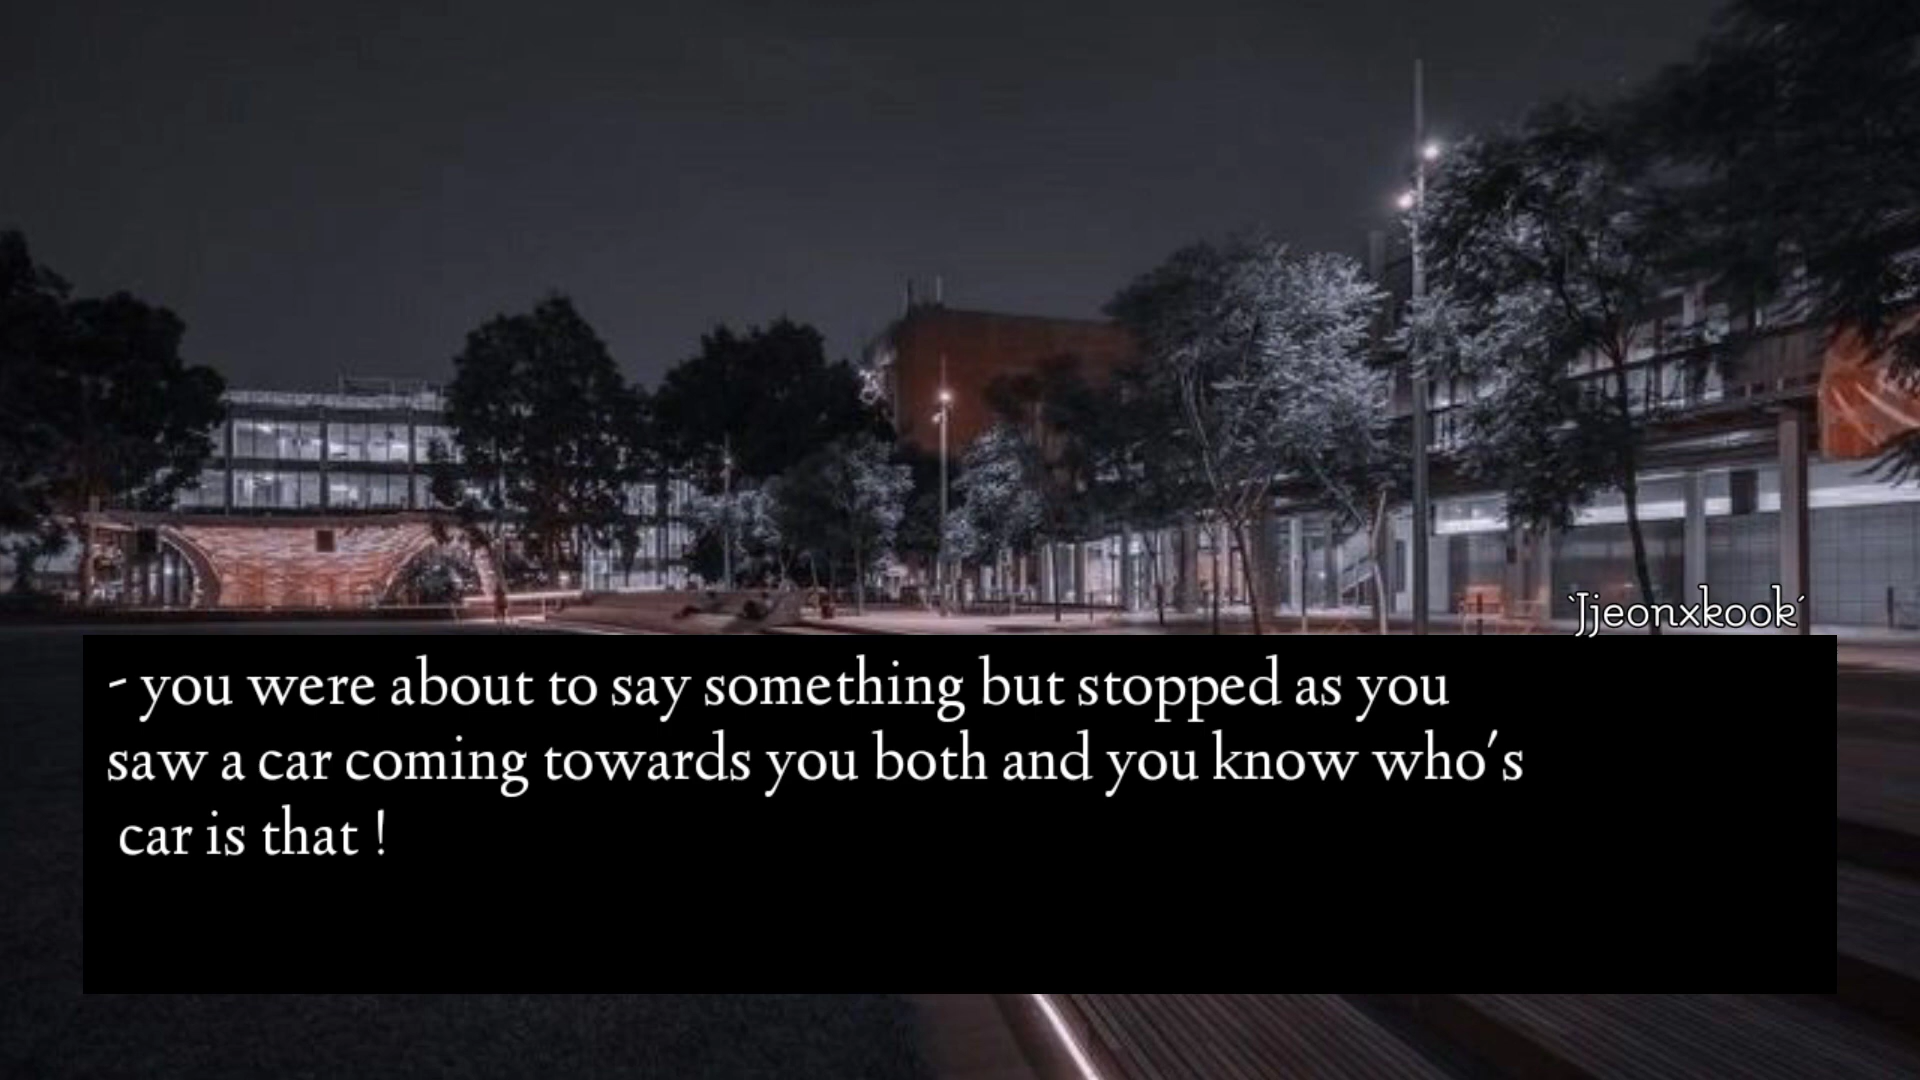 `Jjeonxkook´
- you were about to say something but stopped as you
saw a car coming towards you both and you know who's
car is that !